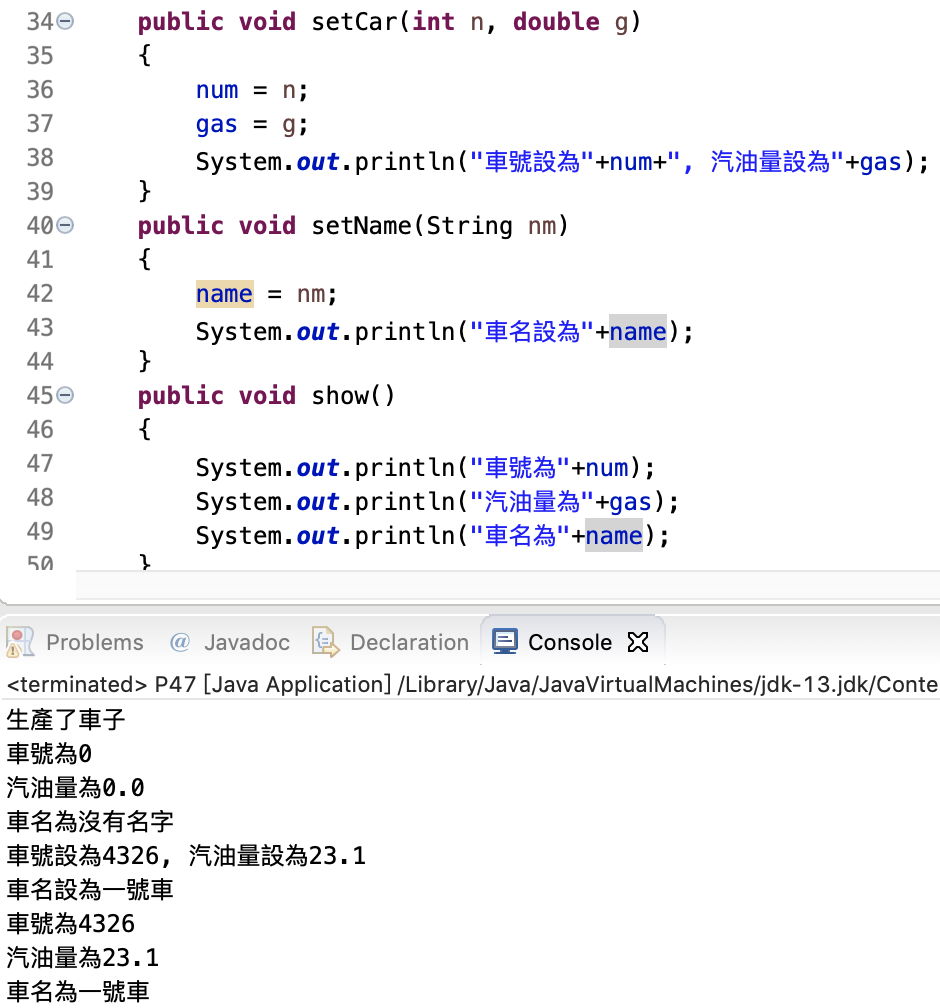 34 public void setCar(int n, double g)
35 {
36 num = n;
37 gas = g;
38 System.out.println("車號設為"+num+", 汽油量設為"+gas);
39 }
40 public void setName(String nm)
41 {
42 name = nm;
43 System.out.println("車名設為"+name);
44 }
45 public void show()
46 {
47 System.out.println("車號為"+num);
48 System.out.println("汽油量為"+gas);
49 System.out.println("車名為"+name);
50 }
Problems @ Javadoc Declaration Console
<terminated> P47 [Java Application] /Library/Java/JavaVirtualMachines/jdk-13.jdk/Conte
生產了車子
車號為0
汽油量為0.0
車名為沒有名字
車號設為4326, 汽油量設為23.1
車名設為一號車
車號為4326
汽油量為23.1
車名為一號車